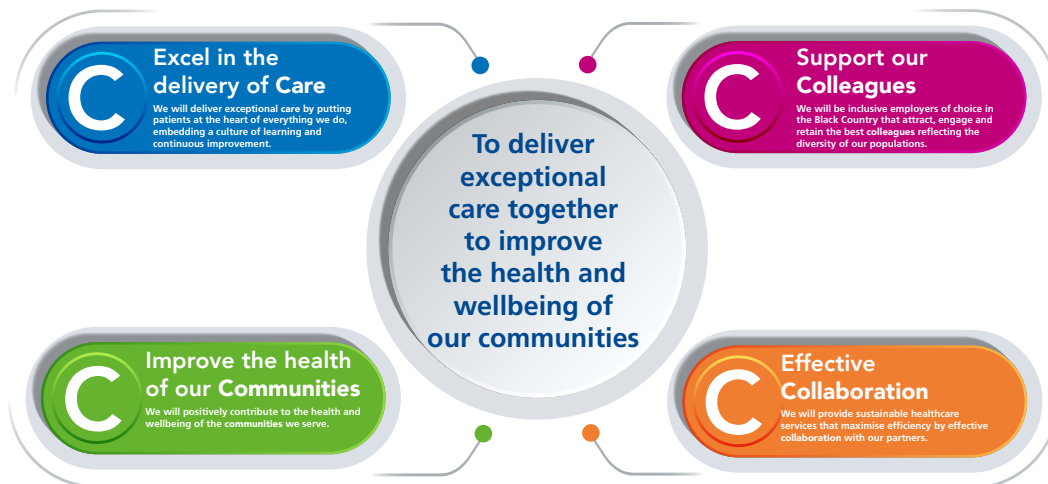 C
Excel in the
delivery of Care
We will deliver exceptional care by putting
patients at the heart of everything we do,
embedding a culture of learning and
continuous improvement.
C
Support our
Colleagues
We will be inclusive employers of choice in
the Black Country that attract, engage and
retain the best colleagues reflecting the
diversity of our populations.
To deliver
exceptional
care together
to improve
the health and
wellbeing of
our communities
C
Improve the health
of our Communities
We will positively contribute to the health and
wellbeing of the communities we serve.
C
Effective
Collaboration
We will provide sustainable healthcare
services that maximise efficiency by effective
collaboration with our partners.